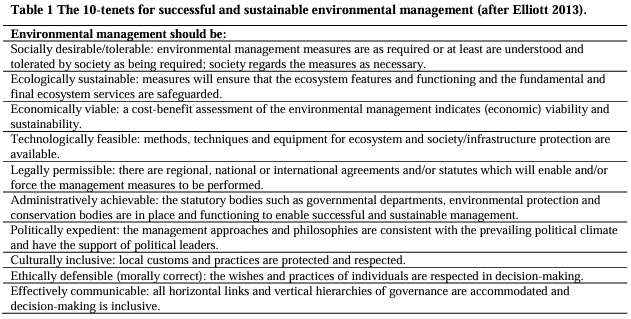 Table 1 The 10-tenets for successful and sustainable environmental management (after Elliott 2013).
Environmental management should be:
Socially desirable/tolerable: environmental management measures are as required or at least are understood and
tolerated by society as being required; society regards the measures as necessary.
Ecologically sustainable: measures will ensure that the ecosystem features and functioning and the fundamental and
final ecosystem services are safeguarded.
Economically viable: a cost-benefit assessment of the environmental management indicates (economic) viability and
sustainability.
Technologically feasible: methods, techniques and equipment for ecosystem and society/infrastructure protection are
available.
Legally permissible: there are regional, national or international agreements and/or statutes which will enable and/or
force the management measures to be performed.
Administratively achievable: the statutory bodies such as governmental departments, environmental protection and
conservation bodies are in place and functioning to enable successful and sustainable management.
Politically expedient: the management approaches and philosophies are consistent with the prevailing political climate
and have the support of political leaders.
Culturally inclusive: local customs and practices are protected and respected.
Ethically defensible (morally correct): the wishes and practices of individuals are respected in decision-making.
Effectively communicable: all horizontal links and vertical hierarchies of governance are accommodated and
decision-making is inclusive.